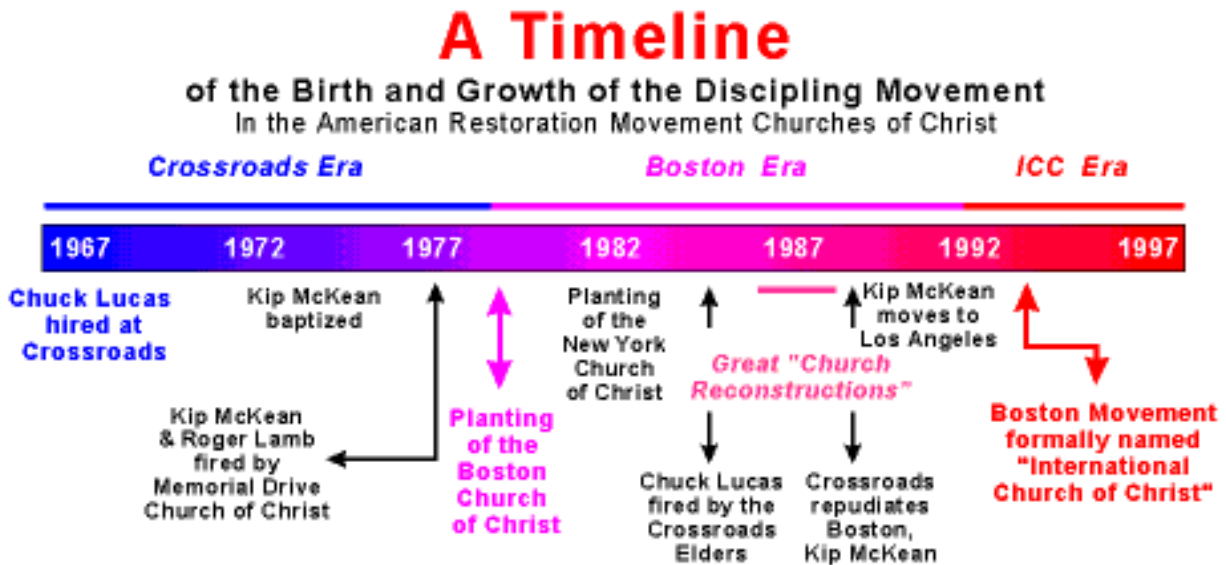 A Timeline
of the Birth and Growth of the Discipling Movement
In the American Restoration Movement Churches of Christ
Crossroads Era
Boston Era
ICC Era
1967
1972
1977
1982
1987
1992
1997
Chuck Lucas
hired at
Crossroads
Kip McKean
baptized
Kip McKean
& Roger Lamb
fired by
Memorial Drive
Church of Christ
Planting
of the
Boston
Church
of Christ
Planting
of the
New York
Church
of Christ
Great "Church
Reconstructions"
Chuck Lucas
fired by the
Crossroads
Elders
Crossroads
repudiates
Boston,
Kip McKean
Kip McKean
moves to
Los Angeles
Boston Movement
formally named
"International
Church of Christ"